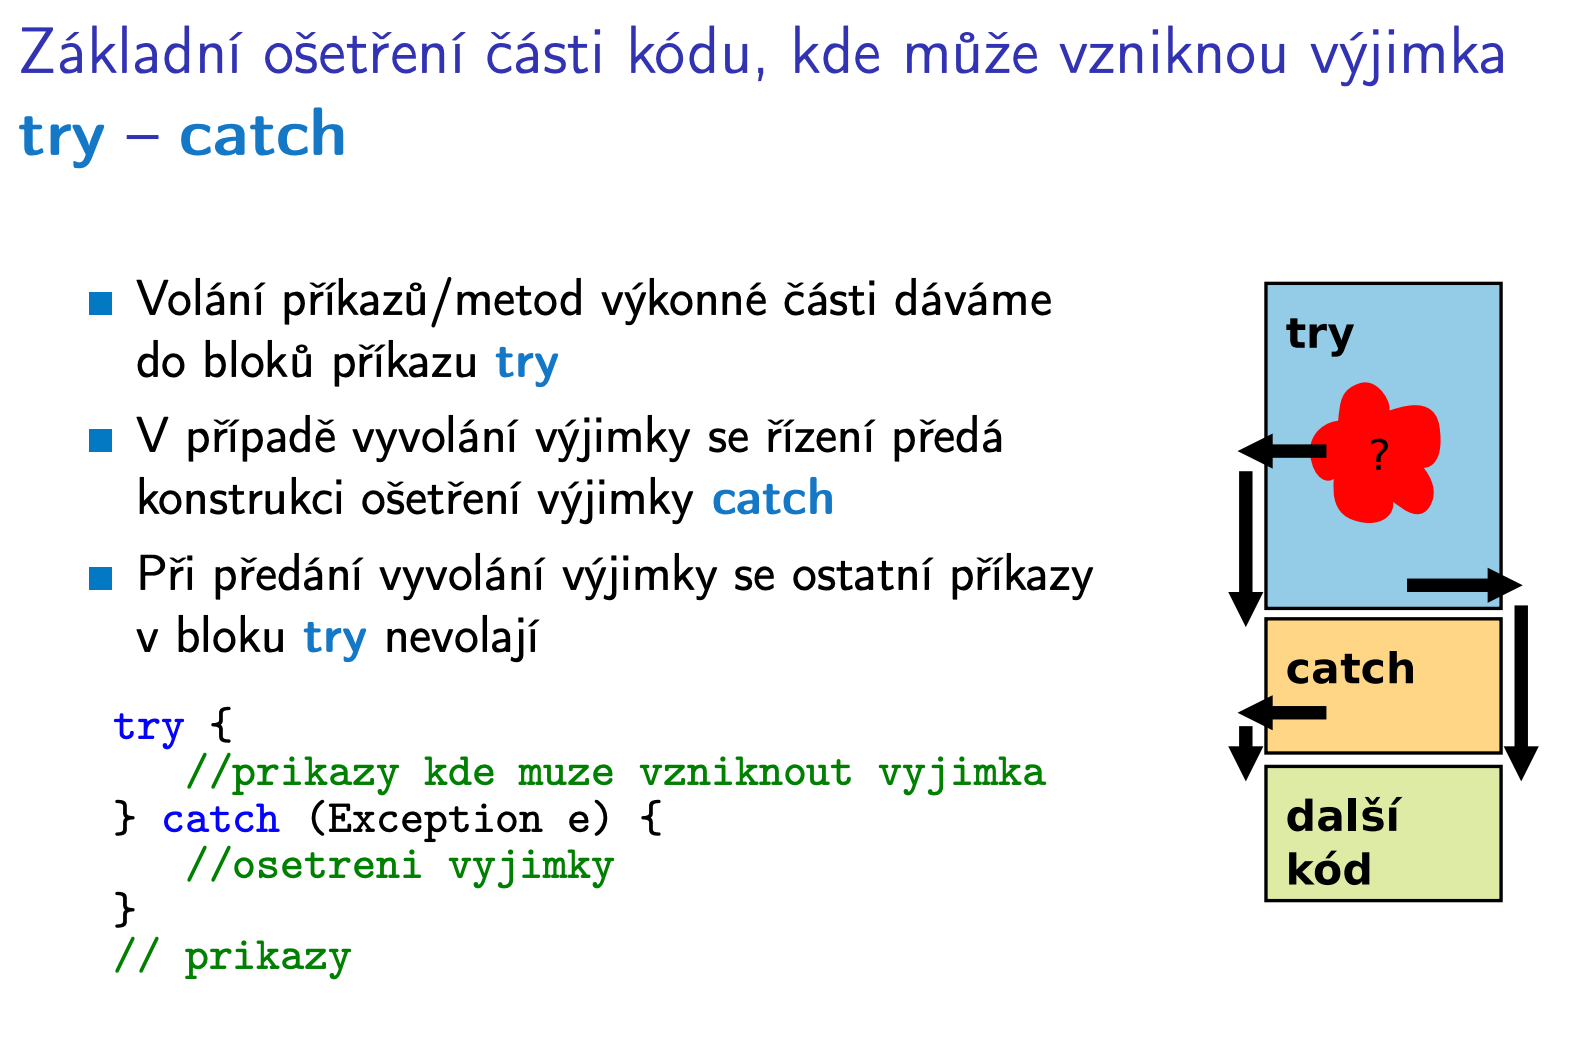 Základní ošetření části kódu, kde může vzniknou výjimka
try – catch
Volání příkazů/metod výkonné části dáváme
do bloků příkazu try
V případě vyvolání výjimky se řízení předá
konstrukci ošetření výjimky catch
Při předání vyvolání výjimky se ostatní příkazy
v bloku try nevolají
try {
//prikazy kde muze vzniknout vyjimka
} catch (Exception e) {
//osetreni vyjimky
}
// prikazy
try
?
catch
další
kód